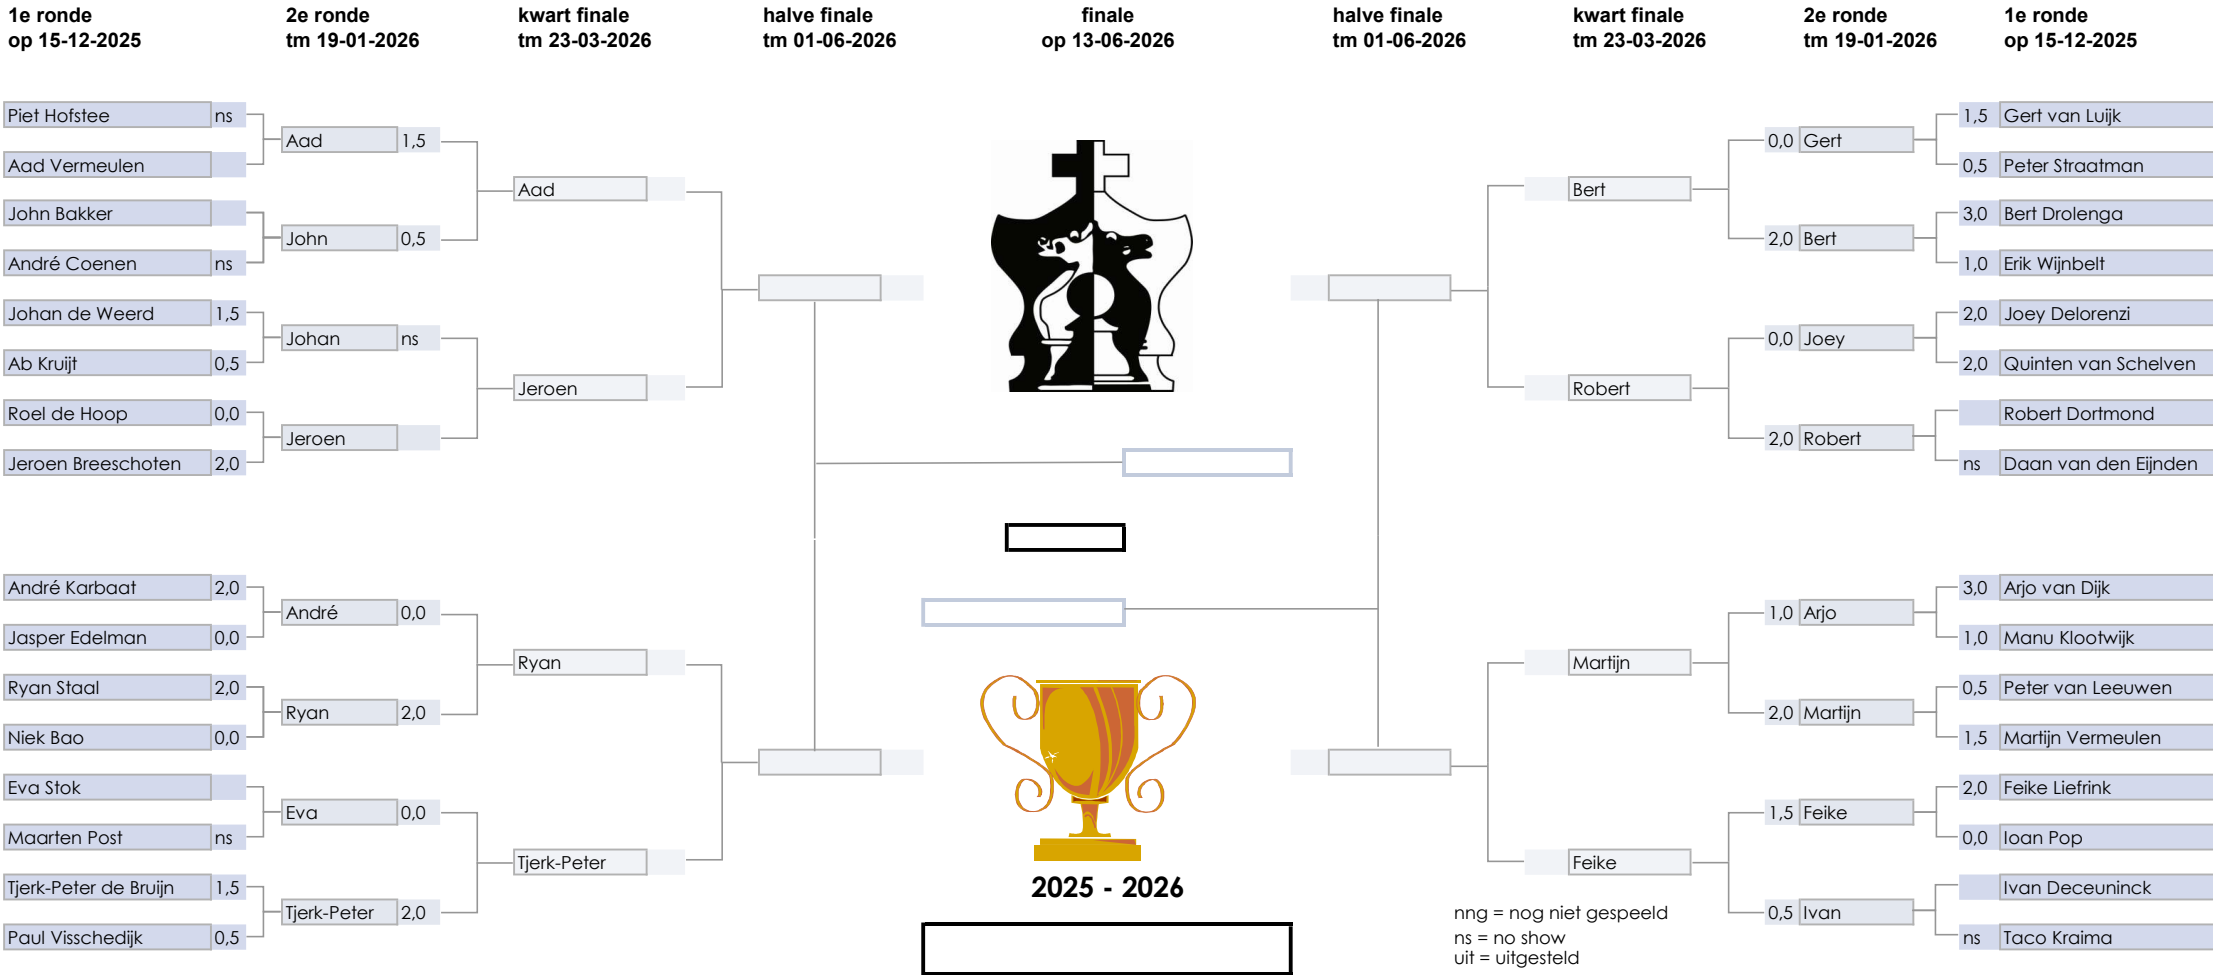 1e ronde 2e ronde kwart finale halve finale finale halve finale kwart finale 2e ronde 1e ronde
op 15-12-2025 tm 19-01-2026 tm 23-03-2026 tm 01-06-2026 op 13-06-2026 tm 01-06-2026 tm 23-03-2026 tm 19-01-2026 op 15-12-2025
Piet Hofstee ns
Aad 1,5
Aad Vermeulen
Aad
John Bakker
John 0,5
André Coenen ns
Johan de Weerd 1,5
Johan ns
Ab Kruijt 0,5
Jeroen
Roel de Hoop 0,0
Jeroen
Jeroen Breeschoten 2,0
André Karbaat 2,0
André 0,0
Jasper Edelman 0,0
Ryan
Ryan Staal 2,0
Ryan 2,0
Niek Bao 0,0
Eva Stok
Eva 0,0
Maarten Post ns
Tjerk-Peter
Tjerk-Peter de Bruijn 1,5
Tjerk-Peter 2,0
Paul Visschedijk 0,5
2025 - 2026
1,5 Gert van Luijk
0,0 Gert
0,5 Peter Straatman
Bert
3,0 Bert Drolenga
2,0 Bert
1,0 Erik Wijnbelt
2,0 Joey Delorenzi
0,0 Joey
2,0 Quinten van Schelven
Robert
Robert Dortmond
2,0 Robert
ns Daan van den Eijnden
3,0 Arjo van Dijk
1,0 Arjo
1,0 Manu Klootwijk
Martijn
0,5 Peter van Leeuwen
2,0 Martijn
1,5 Martijn Vermeulen
2,0 Feike Liefrink
1,5 Feike
0,0 Ioan Pop
Feike
Ivan Deceuninck
0,5 Ivan
ns Taco Kraima
nng = nog niet gespeeld
ns = no show
uit = uitgesteld